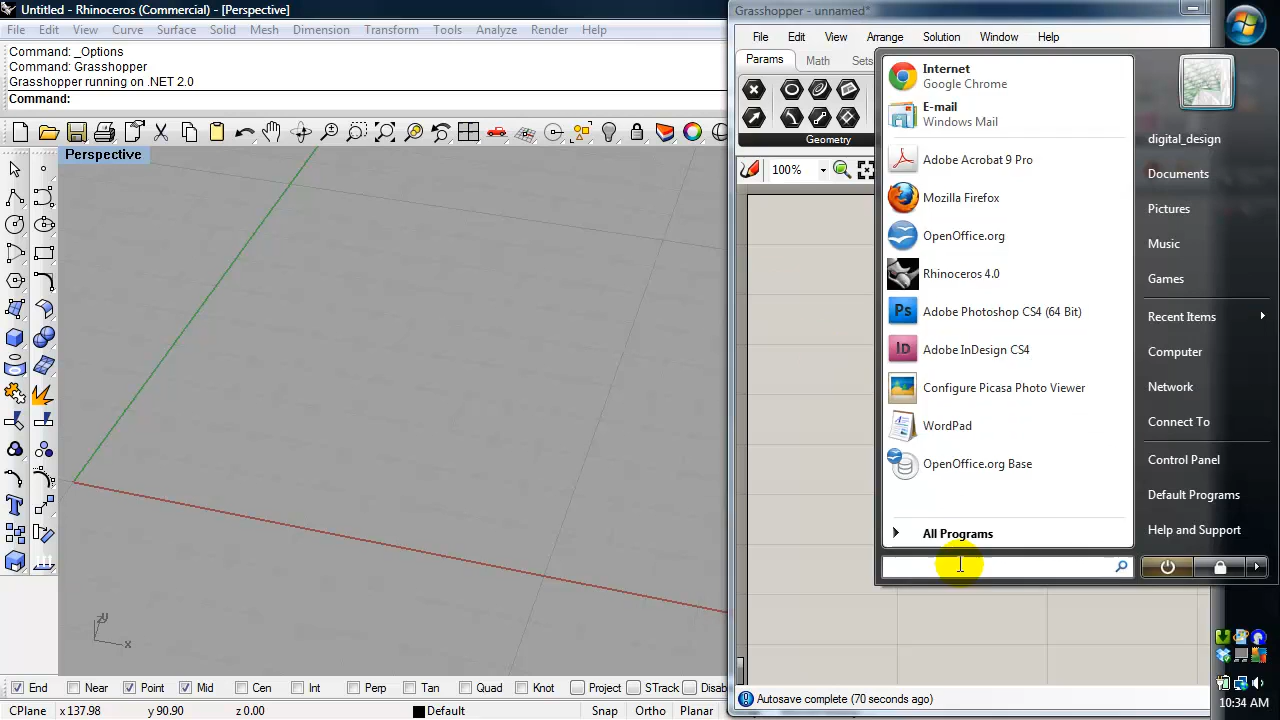 Untitled - Rhinoceros (Commercial) - [Perspective]
File Edit View Curve Surface Solid Mesh Dimension Transform Tools Analyze Render Help
Command: _Options
Command: Grasshopper
Grasshopper running on .NET 2.0
Command:
Perspective
y
x
End Near Point Mid Cen Int Perp Tan Quad Knot Project STrack Disab
CPlane x 137.98 y 90.90 z 0.00 Default Snap Ortho Planar
Grasshopper - unnamed*
File Edit View Arrange Solution Window Help
Params Math Sets
Geometry
100%
Autosave complete (70 seconds ago)
Internet
Google Chrome
E-mail
Windows Mail
Adobe Acrobat 9 Pro
Mozilla Firefox
OpenOffice.org
Rhinoceros 4.0
Ps Adobe Photoshop CS4 (64 Bit)
Id Adobe InDesign CS4
Configure Picasa Photo Viewer
WordPad
OpenOffice.org Base
All Programs
digital_design
Documents
Pictures
Music
Games
Recent Items
Computer
Network
Connect To
Control Panel
Default Programs
Help and Support
10:34 AM